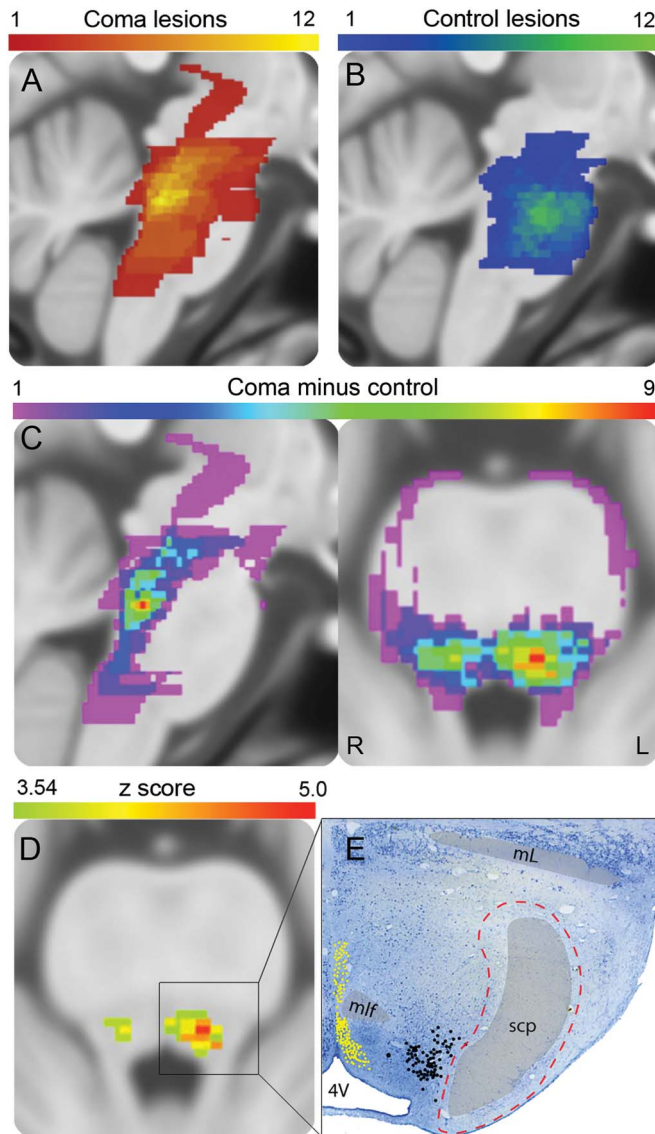 1 Coma lesions 12
1 Control lesions 12
A
B
1 Coma minus control 9
C
R
L
3.54 z score 5.0
D
E
mL
mlf
scp
4V